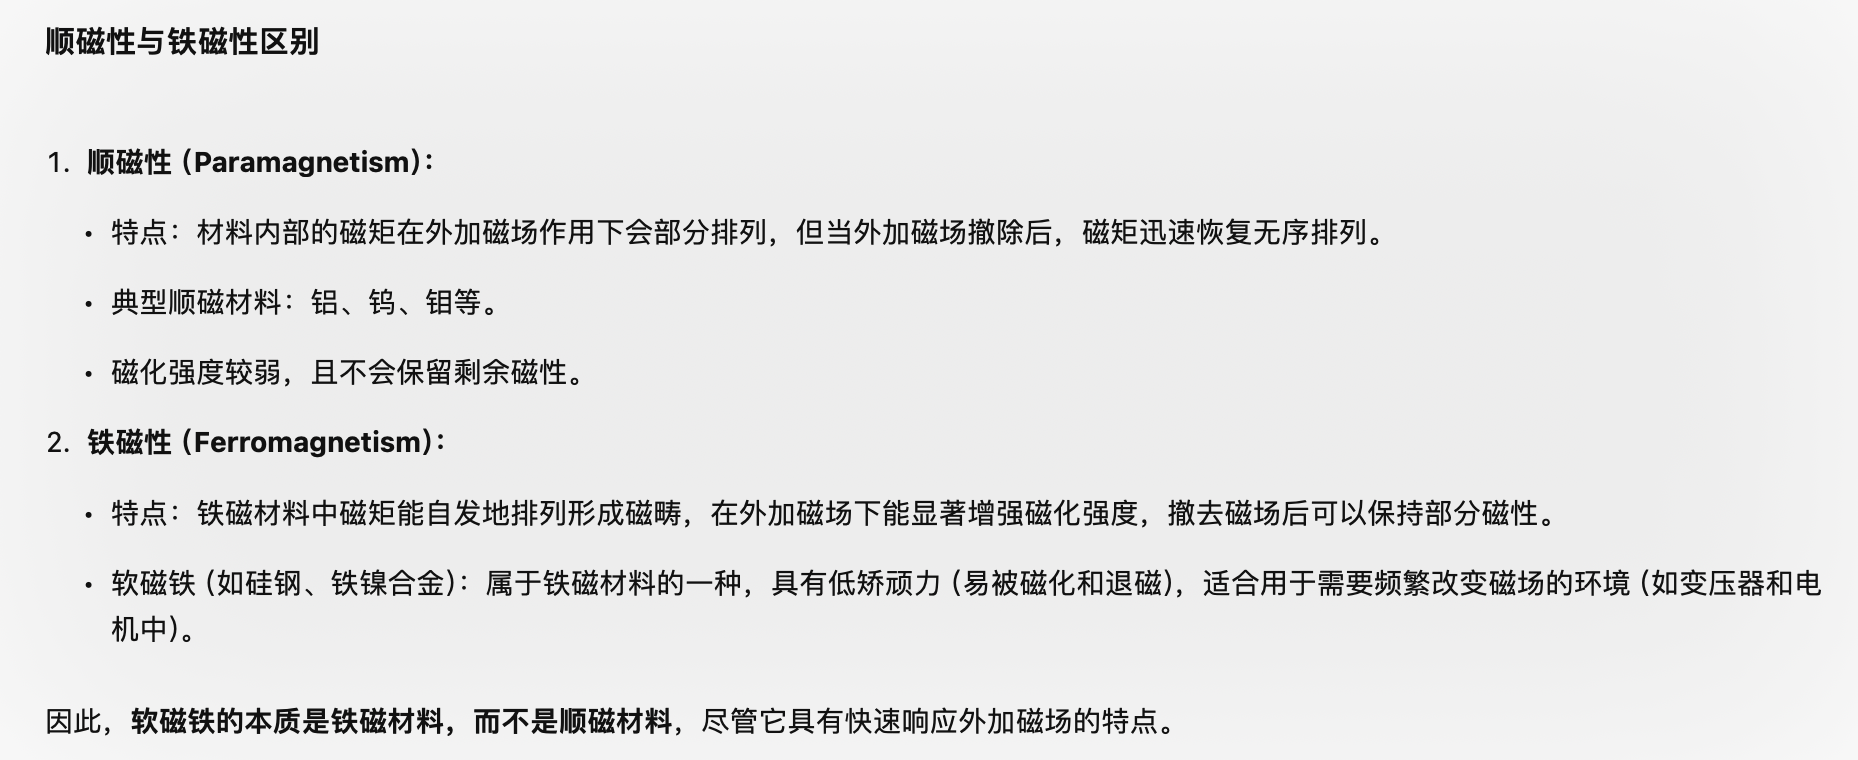 顺磁性与铁磁性区别
1. 顺磁性 (Paramagnetism)：
• 特点：材料内部的磁矩在外加磁场作用下会部分排列，但当外加磁场撤除后，磁矩迅速恢复无序排列。
• 典型顺磁材料：铝、钨、钼等。
• 磁化强度较弱，且不会保留剩余磁性。
2. 铁磁性 (Ferromagnetism)：
• 特点：铁磁材料中磁矩能自发地排列形成磁畴，在外加磁场下能显著增强磁化强度，撤去磁场后可以保持部分磁性。
• 软磁铁 (如硅钢、铁镍合金)：属于铁磁材料的一种，具有低矫顽力 (易被磁化和退磁)，适合用于需要频繁改变磁场的环境 (如变压器和电
机中)。
因此，软磁铁的本质是铁磁材料，而不是顺磁材料，尽管它具有快速响应外加磁场的特点。